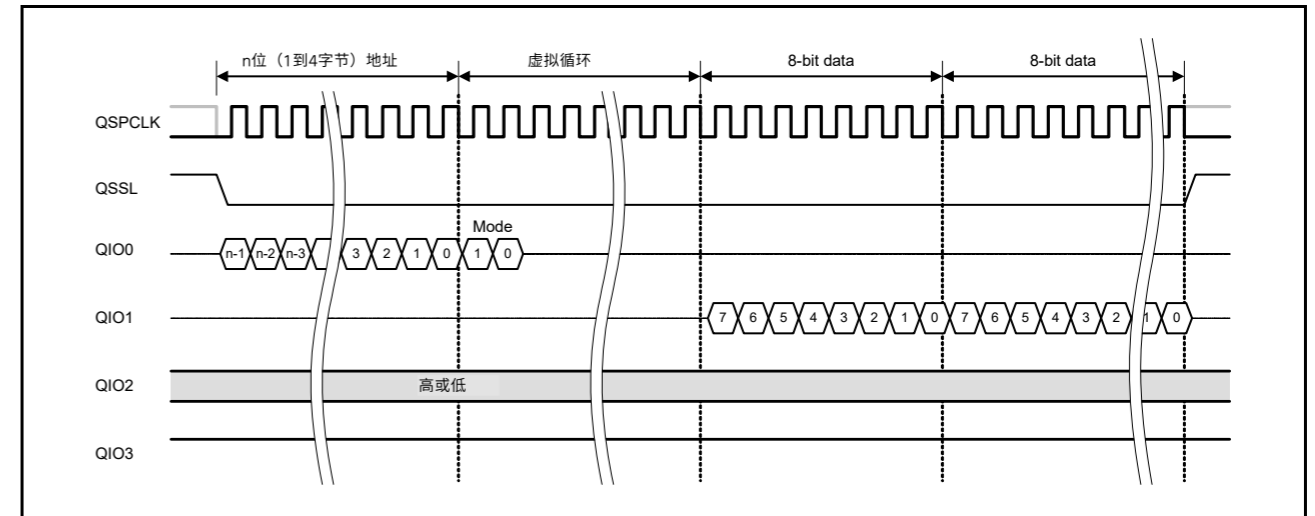 n位（1到4字节）地址 虚拟循环 8-bit data 8-bit data
QSPCLK
QSSL
Mode
QIO0 n-1 n-2 n-3 3 2 1 0 1 0
QIO1 7 6 5 4 3 2 1 0 7 6 5 4 3 2 1 0
QIO2 高或低
QIO3